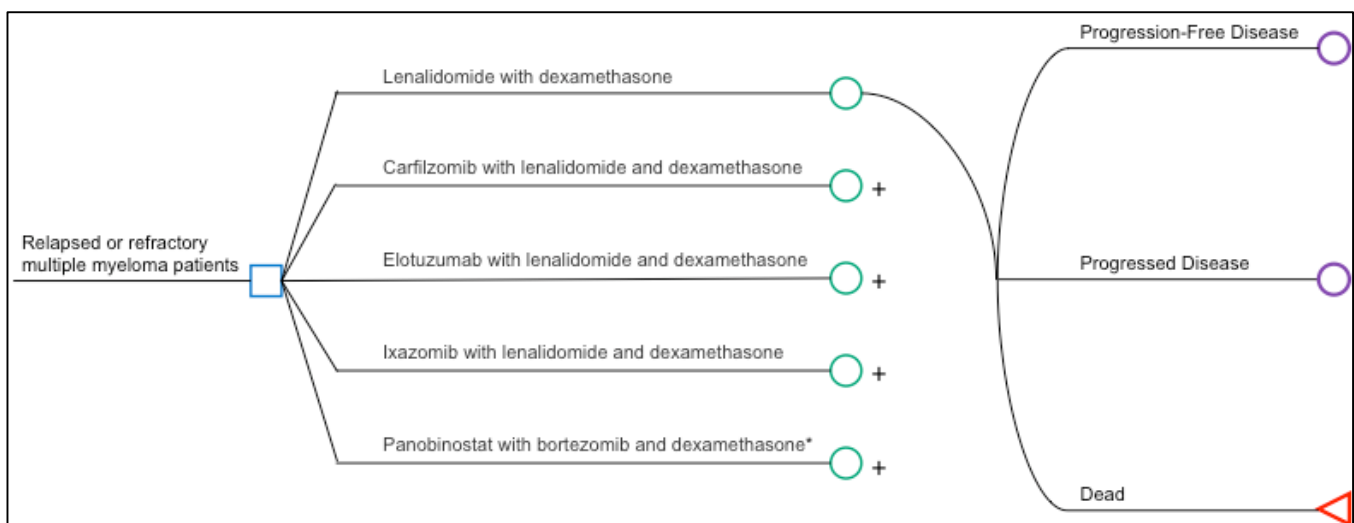 Progression-Free Disease
Lenalidomide with dexamethasone
Carfilzomib with lenalidomide and dexamethasone
+
Relapsed or refractory
multiple myeloma patients
Elotuzumab with lenalidomide and dexamethasone
+
Progressed Disease
Ixazomib with lenalidomide and dexamethasone
+
Panobinostat with bortezomib and dexamethasone*
+
Dead